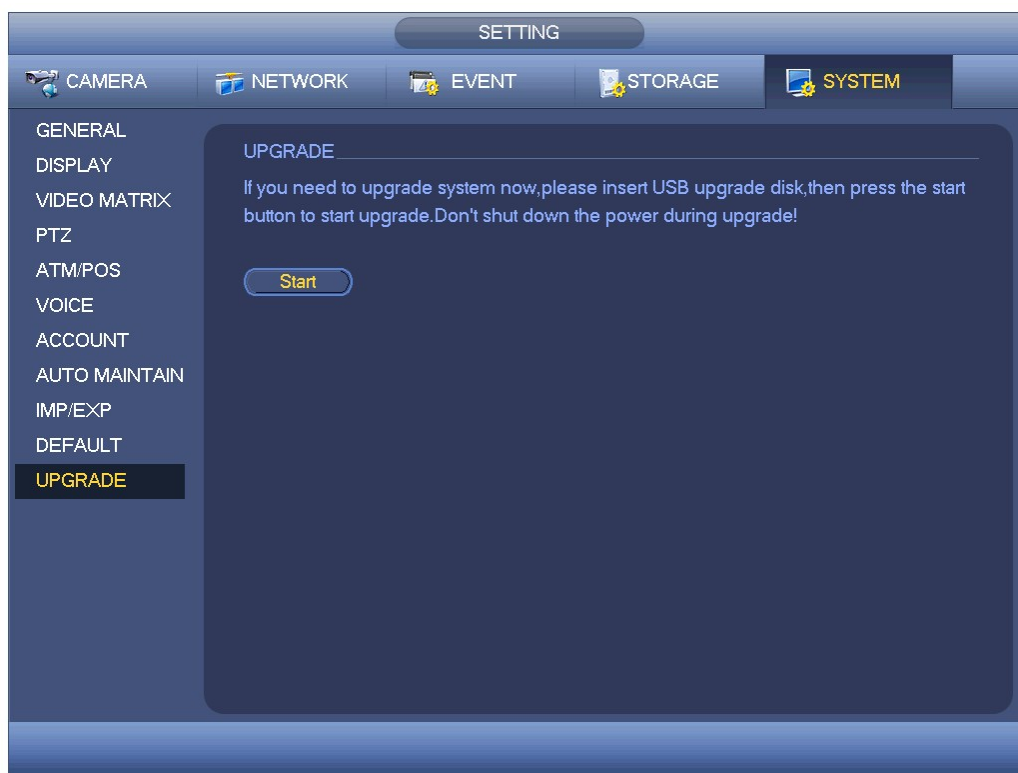 SETTING
CAMERA NETWORK EVENT STORAGE SYSTEM
GENERAL
DISPLAY
VIDEO MATRIX
PTZ
ATM/POS
VOICE
ACCOUNT
AUTO MAINTAIN
IMP/EXP
DEFAULT
UPGRADE
UPGRADE
If you need to upgrade system now,please insert USB upgrade disk,then press the start
button to start upgrade.Don't shut down the power during upgrade!
Start